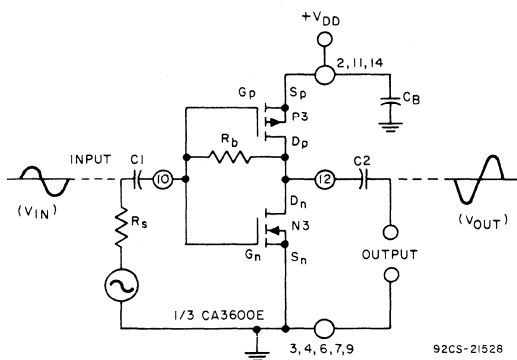 +VDD
2, 11, 14
Gp
Sp
P3
CB
Rb
Dp
INPUT
C1
10
12
C2
(VIN)
Dn
(VOUT)
Rs
N3
Gn
Sn
OUTPUT
1/3 CA3600E
3, 4, 6, 7, 9
92CS-21528